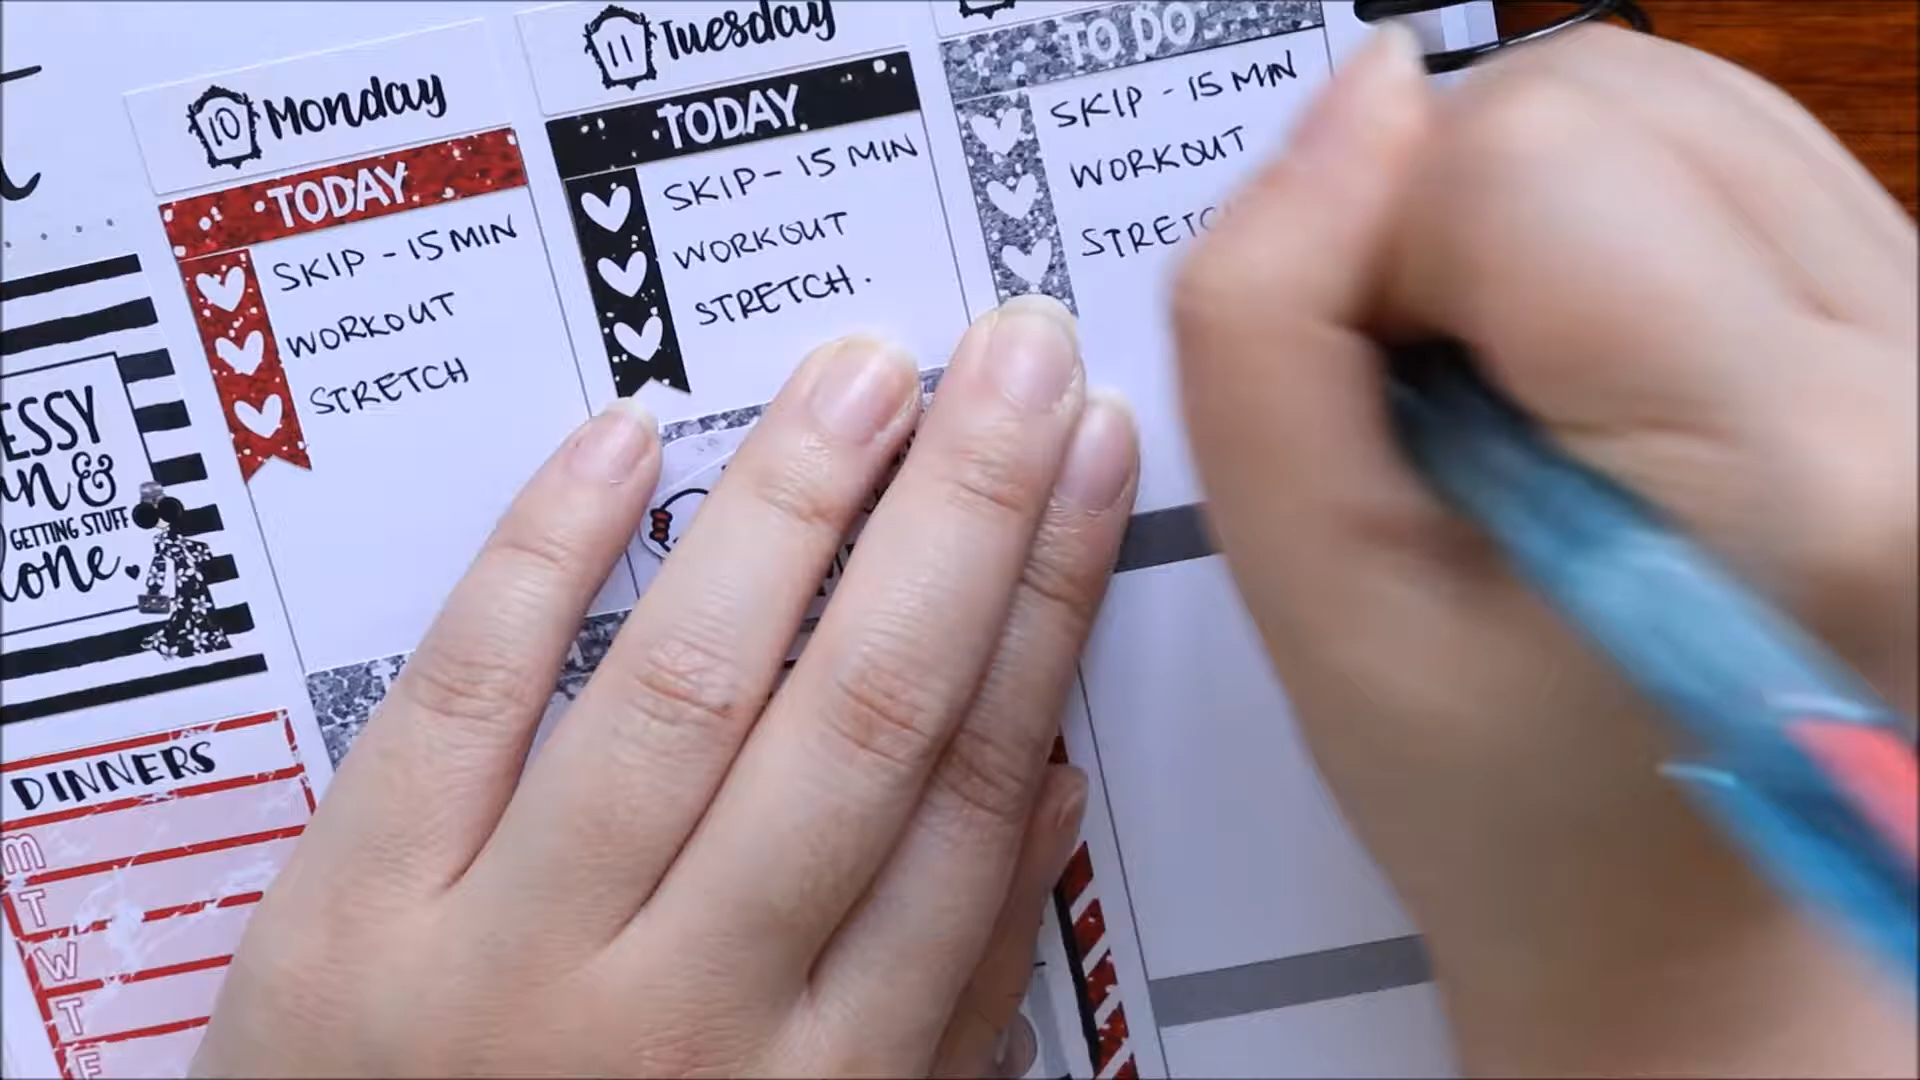 10 Monday
TODAY
SKIP - 15 MIN
WORKOUT
STRETCH
11 Tuesday
TODAY
SKIP - 15 MIN
WORKOUT
STRETCH.
TO DO
SKIP - 15 MIN
WORKOUT
GETTING STUFF
DINNERS
M
T
W
T
F